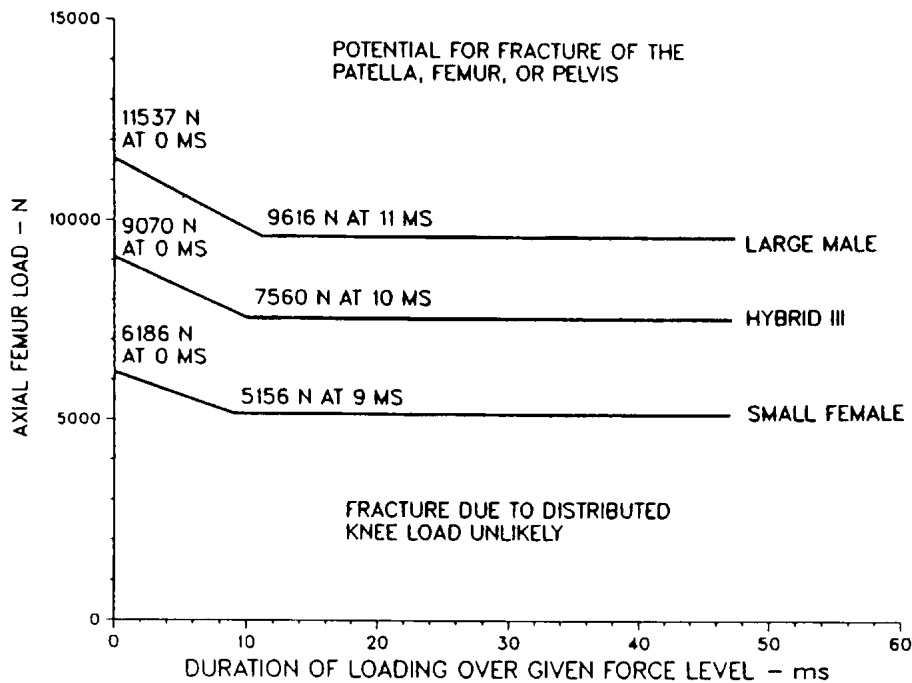 15000
POTENTIAL FOR FRACTURE OF THE
PATELLA, FEMUR, OR PELVIS
11537 N
AT 0 MS
10000
9616 N AT 11 MS
LARGE MALE
9070 N
AT 0 MS
7560 N AT 10 MS
HYBRID III
6186 N
AT 0 MS
5156 N AT 9 MS
SMALL FEMALE
5000
AXIAL FEMUR LOAD – N
FRACTURE DUE TO DISTRIBUTED
KNEE LOAD UNLIKELY
0
0 10 20 30 40 50 60
DURATION OF LOADING OVER GIVEN FORCE LEVEL – ms